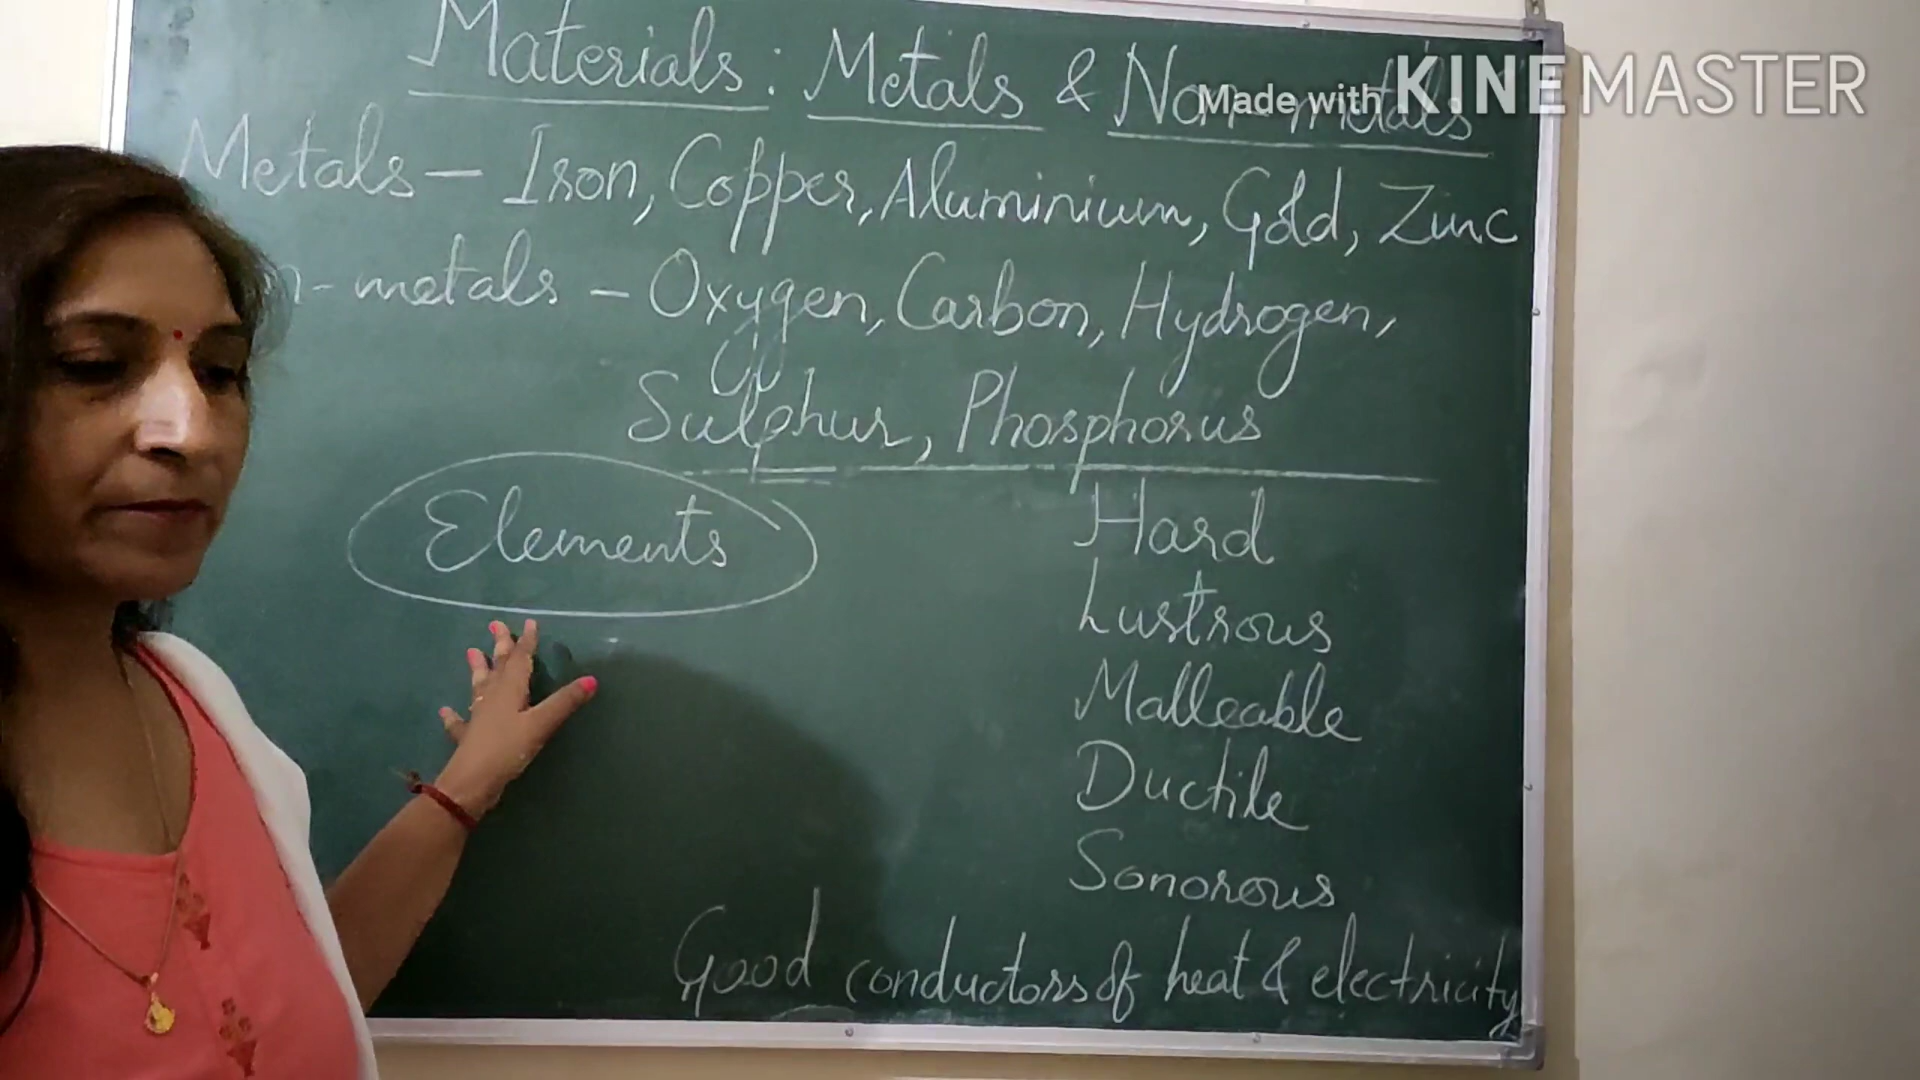 Materials: Metals & Non-metals
Made with KINEMASTER
Metals – Iron, Copper, Aluminium, Gold, Zinc
n-metals – Oxygen, Carbon, Hydrogen,
Sulphur, Phosphorus
Elements
Hard
Lustrous
Malleable
Ductile
Sonorous
Good conductors of heat & electricity